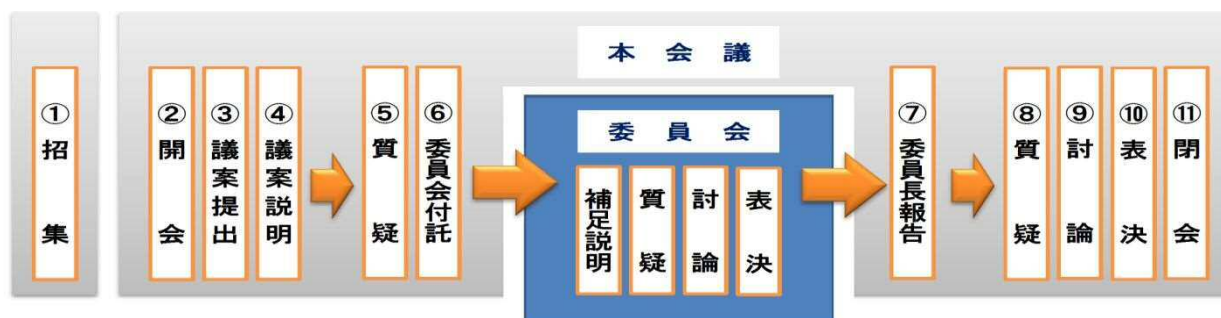 本会議
①招集
②開会
③議案提出
④議案説明
⑤質疑
⑥委員会付託
委員会
補足説明
質疑
討論
表決
⑦委員長報告
⑧質疑
⑨討論
⑩表決
⑪閉会